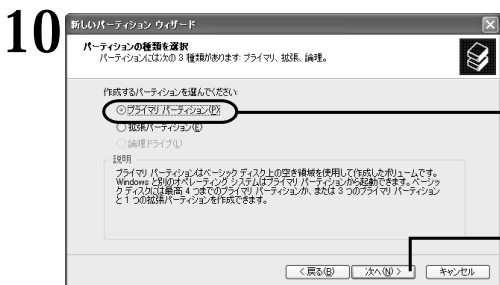 10
新しいパーティション ウィザード
パーティションの種類を選択
パーティションには次の 3 種類があります: プライマリ、拡張、論理。
作成するパーティションを選んでください:
プライマリ パーティション(P)
拡張パーティション(E)
論理ドライブ(L)
説明
プライマリ パーティションはベーシック ディスク上の空き領域を使用して作成したボリュームです。
Windows と別のオペレーティング システムはプライマリ パーティションから起動できます。ベーシッ
ク ディスクには最高 4 つまでのプライマリ パーティションか、または 3 つのプライマリ パーティション
と 1 つの拡張パーティションを作成できます。
< 戻る(B) 次へ(N) > キャンセル